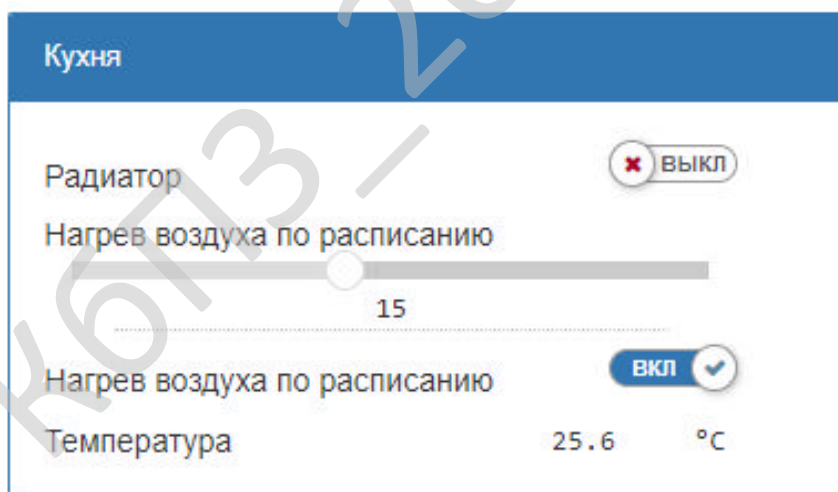 Кухня
Радиатор ВЫКЛ
Нагрев воздуха по расписанию
15
Нагрев воздуха по расписанию ВКЛ
Температура 25.6 °C